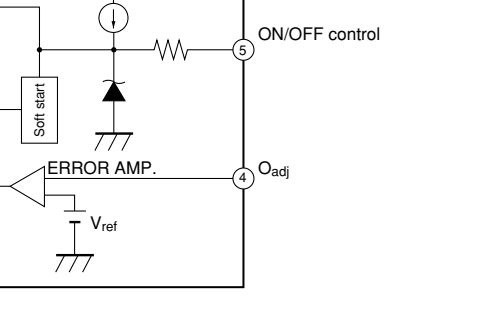 ON/OFF control
5
Soft start
ERROR AMP.
4
Oadj
Vref